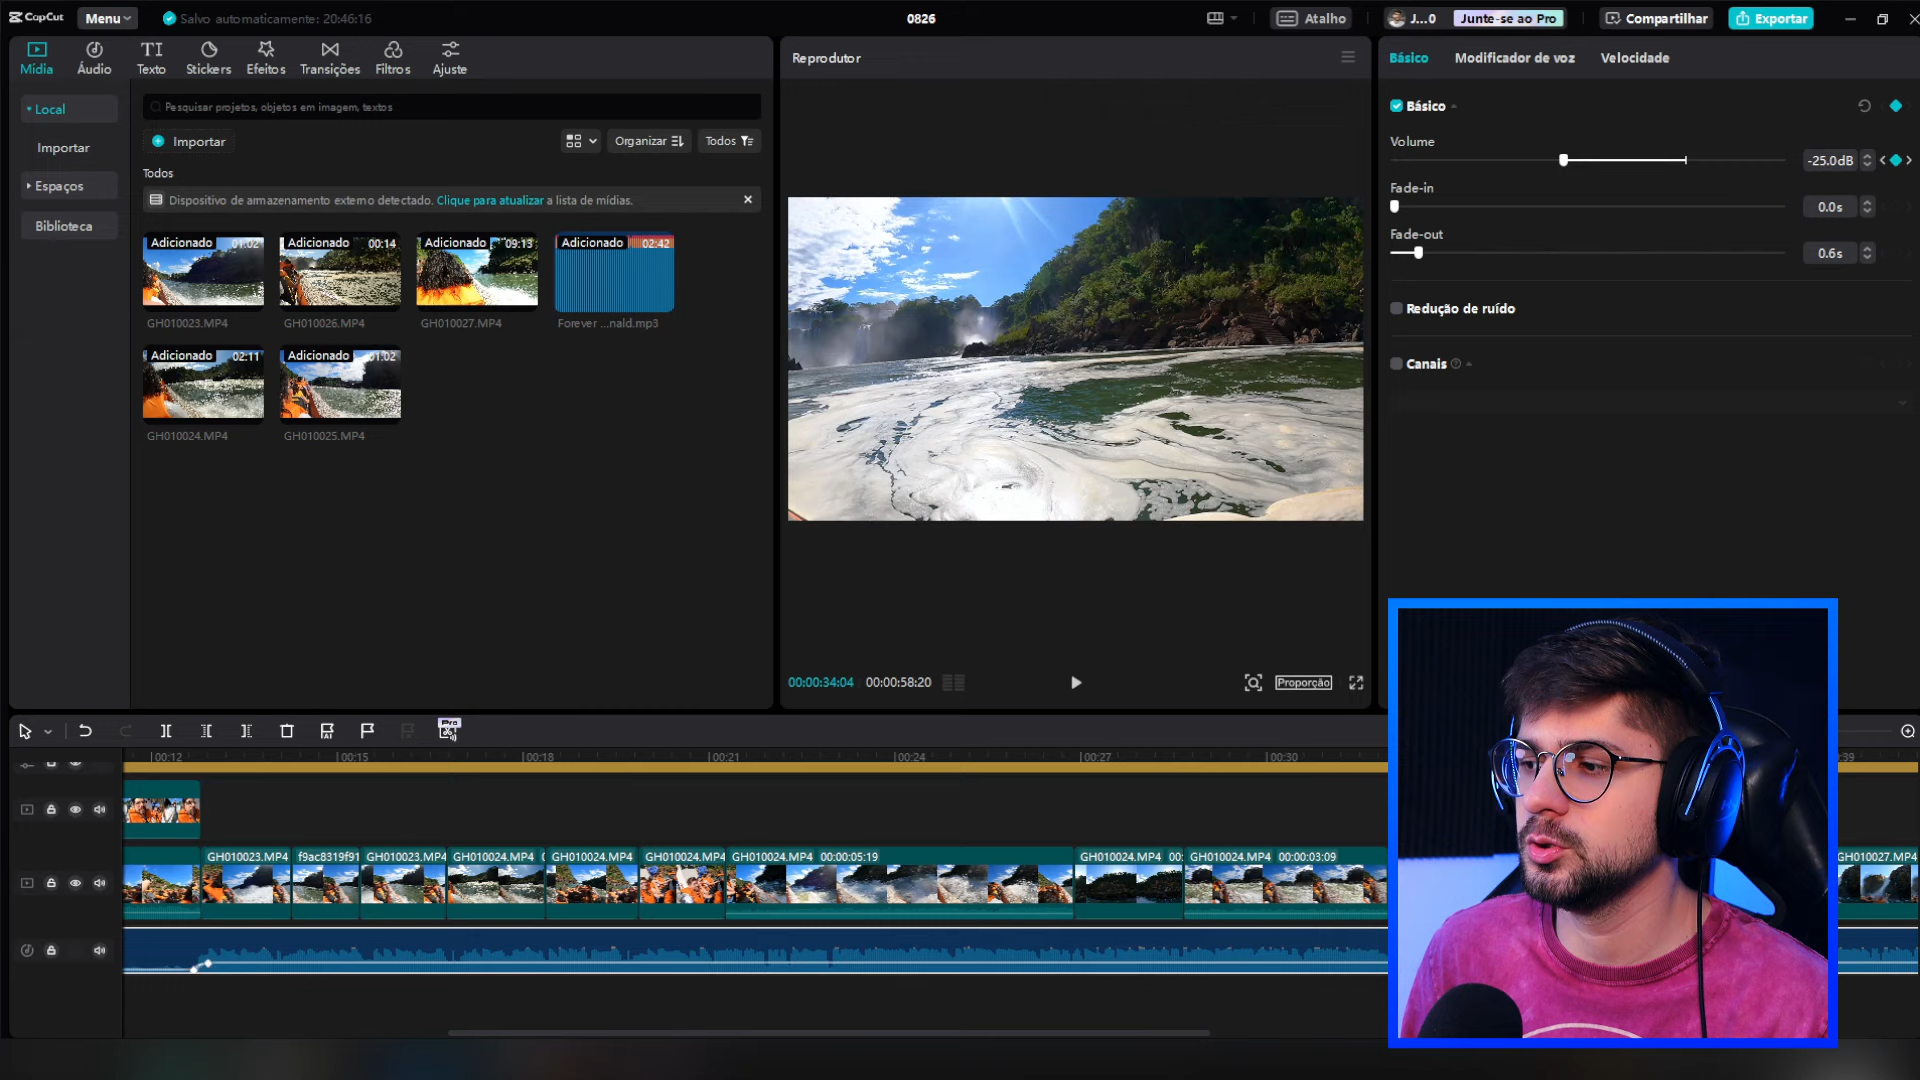 CapCut
Menu
Salvo automaticamente: 20:46:16
0826
Atalho
J...0
Junte-se ao Pro
Compartilhar
Exportar
Mídia
Áudio
TI
Texto
Stickers
Efeitos
Transições
Filtros
Ajuste
Local
Importar
Espaços
Biblioteca
Pesquisar projetos, objetos em imagem, textos
Importar
Organizar
Todos
Todos
Dispositivo de armazenamento externo detectado. Clique para atualizar a lista de mídias.
Adicionado 01:02
Adicionado 00:14
Adicionado 09:13
Adicionado 02:42
GH010023.MP4
GH010026.MP4
GH010027.MP4
Forever ...nald.mp3
Adicionado 02:11
Adicionado 01:02
GH010024.MP4
GH010025.MP4
Reprodutor
00:00:34:04
00:00:58:20
Proporção
Básico
Modificador de voz
Velocidade
Básico
Volume
-25.0dB
Fade-in
0.0s
Fade-out
0.6s
Redução de ruído
Canais
Pro
00:12
00:15
00:18
00:21
00:24
00:27
00:30
:39
GH010023.MP4
f9ac8319f91
GH010023.MP4
GH010024.MP4
GH010024.MP4
GH010024.MP4
GH010024.MP4 00:00:05:19
GH010024.MP4 00:
GH010024.MP4 00:00:03:09
GH010027.MP4